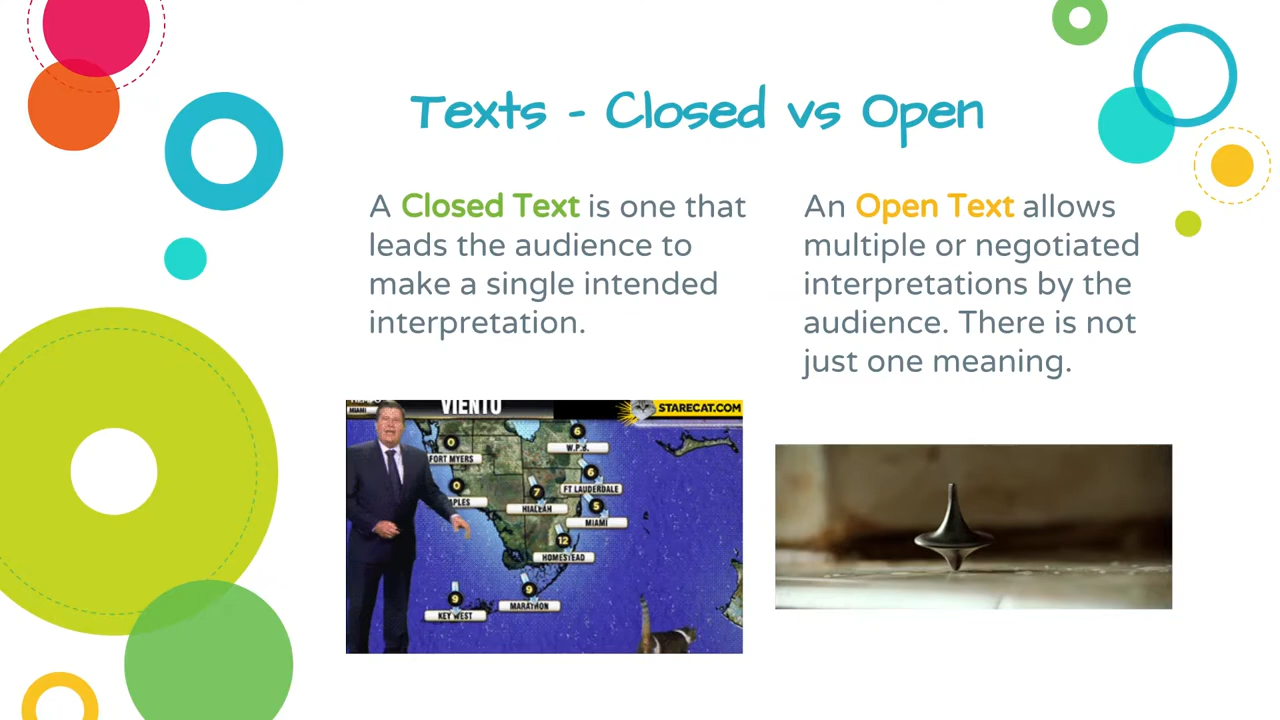 Texts - Closed vs Open
A Closed Text is one that
leads the audience to
make a single intended
interpretation.
An Open Text allows
multiple or negotiated
interpretations by the
audience. There is not
just one meaning.
VIENTO
MIAMI
STARECAT.COM
0
FORT MYERS
6
W.P.B.
0
APLES
7
HIALEAH
6
FT LAUDERDALE
5
MIAMI
12
HOMESTEAD
9
KEY WEST
9
MARATHON